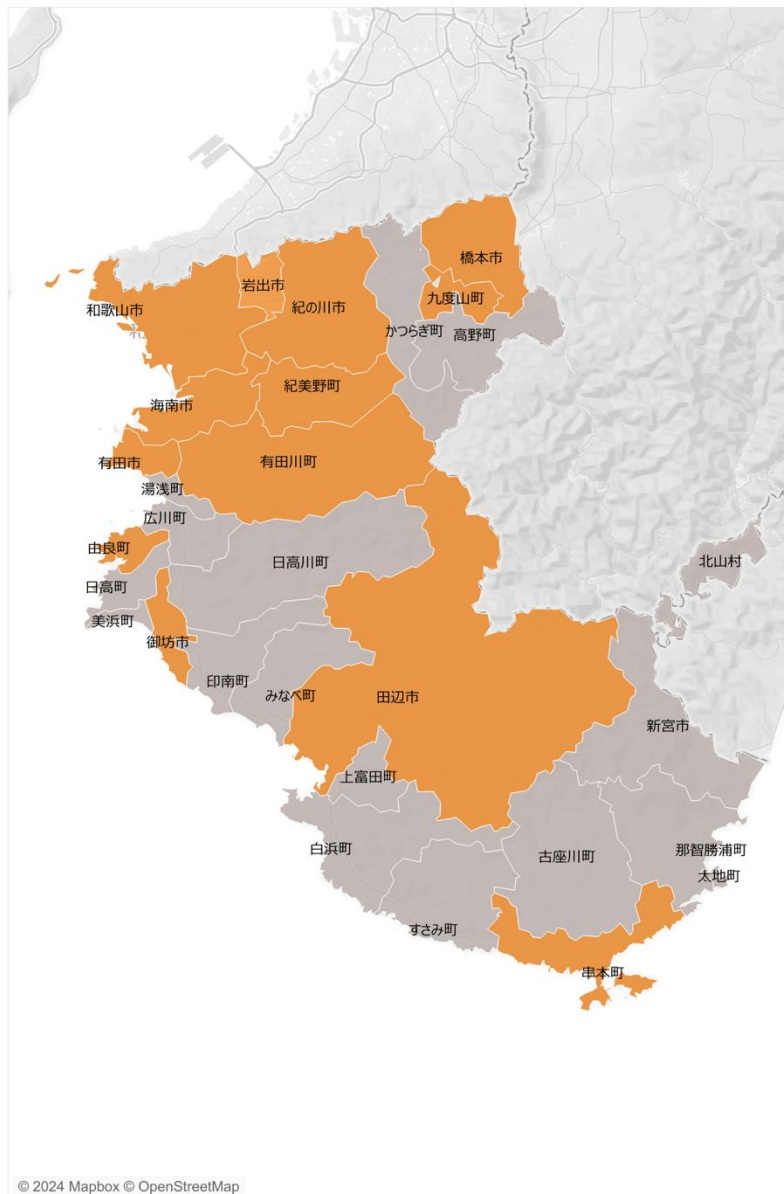 橋本市
岩出市
九度山町
紀の川市
和歌山市
かつらぎ町
高野町
紀美野町
海南市
有田市
有田川町
湯浅町
広川町
由良町
日高川町
北山村
日高町
美浜町
御坊市
印南町
みなべ町
田辺市
新宮市
上富田町
白浜町
古座川町
那智勝浦町
太地町
すさみ町
串本町
© 2024 Mapbox © OpenStreetMap